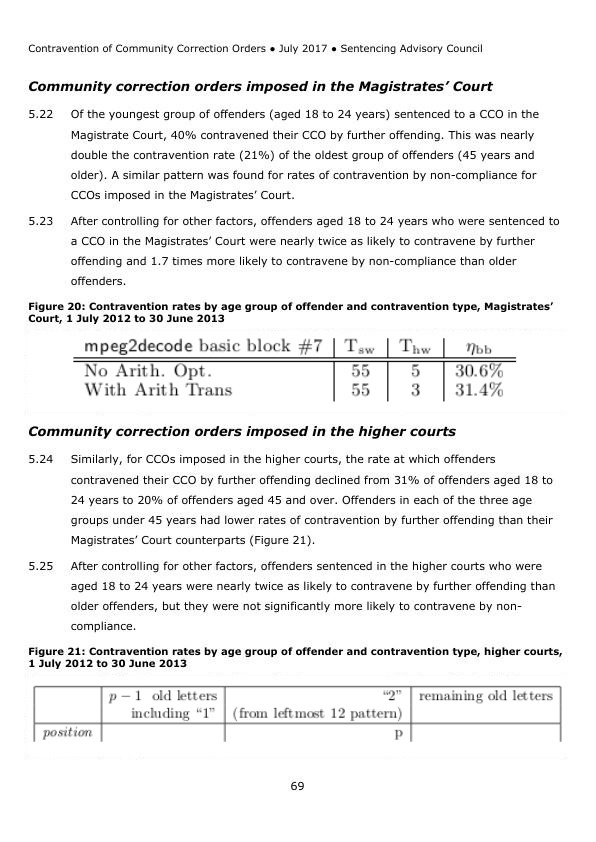 Contravention of Community Correction Orders ● July 2017 ● Sentencing Advisory Council
Community correction orders imposed in the Magistrates’ Court
5.22 Of the youngest group of offenders (aged 18 to 24 years) sentenced to a CCO in the
Magistrate Court, 40% contravened their CCO by further offending. This was nearly
double the contravention rate (21%) of the oldest group of offenders (45 years and
older). A similar pattern was found for rates of contravention by non-compliance for
CCOs imposed in the Magistrates’ Court.
5.23 After controlling for other factors, offenders aged 18 to 24 years who were sentenced to
a CCO in the Magistrates’ Court were nearly twice as likely to contravene by further
offending and 1.7 times more likely to contravene by non-compliance than older
offenders.
Figure 20: Contravention rates by age group of offender and contravention type, Magistrates’
Court, 1 July 2012 to 30 June 2013
mpeg2decode basic block #7 | Tsw | Thw | ηbb
No Arith. Opt. | 55 | 5 | 30.6%
With Arith Trans | 55 | 3 | 31.4%
Community correction orders imposed in the higher courts
5.24 Similarly, for CCOs imposed in the higher courts, the rate at which offenders
contravened their CCO by further offending declined from 31% of offenders aged 18 to
24 years to 20% of offenders aged 45 and over. Offenders in each of the three age
groups under 45 years had lower rates of contravention by further offending than their
Magistrates’ Court counterparts (Figure 21).
5.25 After controlling for other factors, offenders sentenced in the higher courts who were
aged 18 to 24 years were nearly twice as likely to contravene by further offending than
older offenders, but they were not significantly more likely to contravene by non-
compliance.
Figure 21: Contravention rates by age group of offender and contravention type, higher courts,
1 July 2012 to 30 June 2013
p − 1 old letters | “2” | remaining old letters
including “1” | (from leftmost 12 pattern)
position | p
69